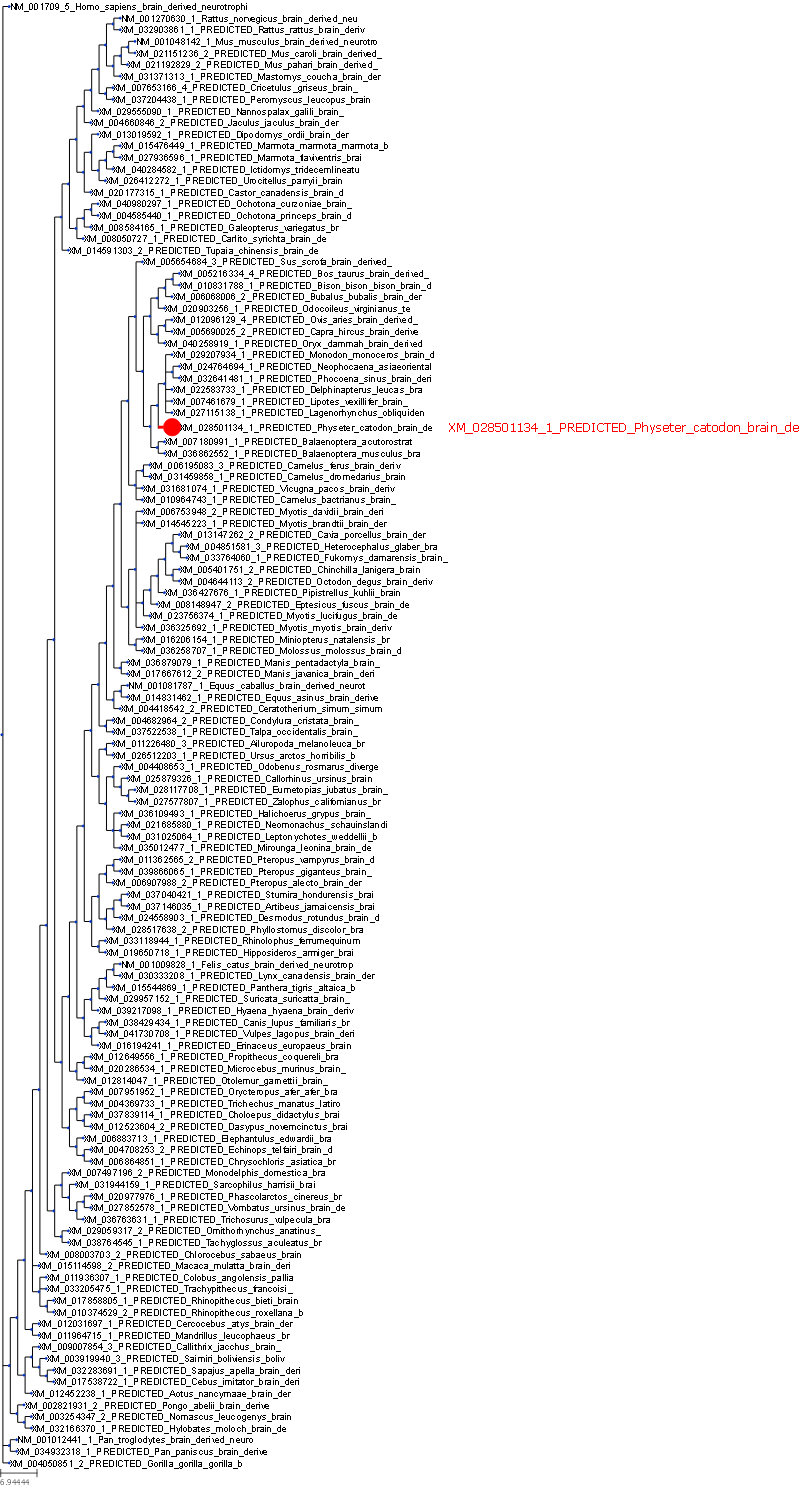 NM_001709_5_Homo_sapiens_brain_derived_neurotrophi
NM_001270630_1_Rattus_norvegicus_brain_derived_neu
XM_032903861_1_PREDICTED_Rattus_rattus_brain_deriv
NM_001048142_1_Mus_musculus_brain_derived_neurotro
XM_021151236_2_PREDICTED_Mus_caroli_brain_derived_
XM_021192829_2_PREDICTED_Mus_pahari_brain_derived_
XM_031371313_1_PREDICTED_Mastomys_coucha_brain_der
XM_007653166_4_PREDICTED_Cricetulus_griseus_brain_
XM_037204438_1_PREDICTED_Peromyscus_leucopus_brain
XM_029555090_1_PREDICTED_Nannospalax_galili_brain_
XM_004660846_2_PREDICTED_Jaculus_jaculus_brain_der
XM_013019592_1_PREDICTED_Dipodomys_ordii_brain_der
XM_015476449_1_PREDICTED_Marmota_marmota_marmota_b
XM_027936596_1_PREDICTED_Marmota_flaviventris_brai
XM_040284582_1_PREDICTED_Ictidomys_tridecemlineatu
XM_026412272_1_PREDICTED_Urocitellus_parryii_brain
XM_020177315_1_PREDICTED_Castor_canadensis_brain_d
XM_040980297_1_PREDICTED_Ochotona_curzoniae_brain_
XM_004585440_1_PREDICTED_Ochotona_princeps_brain_d
XM_008584165_1_PREDICTED_Galeopterus_variegatus_br
XM_008050727_1_PREDICTED_Carlito_syrichta_brain_de
XM_014591303_2_PREDICTED_Tupaia_chinensis_brain_de
XM_005654684_3_PREDICTED_Sus_scrofa_brain_derived_
XM_005216334_4_PREDICTED_Bos_taurus_brain_derived_
XM_010831788_1_PREDICTED_Bison_bison_bison_brain_d
XM_006068006_2_PREDICTED_Bubalus_bubalis_brain_der
XM_020903256_1_PREDICTED_Odocoileus_virginianus_te
XM_012096129_4_PREDICTED_Ovis_aries_brain_derived_
XM_005690025_2_PREDICTED_Capra_hircus_brain_derive
XM_040258919_1_PREDICTED_Oryx_dammah_brain_derived
XM_029207934_1_PREDICTED_Monodon_monoceros_brain_d
XM_024764694_1_PREDICTED_Neophocaena_asiaeoriental
XM_032641481_1_PREDICTED_Phocoena_sinus_brain_deri
XM_022583733_1_PREDICTED_Delphinapterus_leucas_bra
XM_007461679_1_PREDICTED_Lipotes_vexillifer_brain_
XM_027115138_1_PREDICTED_Lagenorhynchus_obliquiden
XM_028501134_1_PREDICTED_Physeter_catodon_brain_de XM_028501134_1_PREDICTED_Physeter_catodon_brain_de
XM_007180991_1_PREDICTED_Balaenoptera_acutorostrat
XM_036862552_1_PREDICTED_Balaenoptera_musculus_bra
XM_006195083_3_PREDICTED_Camelus_ferus_brain_deriv
XM_031459858_1_PREDICTED_Camelus_dromedarius_brain
XM_031681074_1_PREDICTED_Vicugna_pacos_brain_deriv
XM_010964743_1_PREDICTED_Camelus_bactrianus_brain_
XM_006753948_2_PREDICTED_Myotis_davidii_brain_deri
XM_014545223_1_PREDICTED_Myotis_brandtii_brain_der
XM_013147262_2_PREDICTED_Cavia_porcellus_brain_der
XM_004851581_3_PREDICTED_Heterocephalus_glaber_bra
XM_033764060_1_PREDICTED_Fukomys_damarensis_brain_
XM_005401751_2_PREDICTED_Chinchilla_lanigera_brain
XM_004644113_2_PREDICTED_Octodon_degus_brain_deriv
XM_036427676_1_PREDICTED_Pipistrellus_kuhlii_brain
XM_008148947_2_PREDICTED_Eptesicus_fuscus_brain_de
XM_023756374_1_PREDICTED_Myotis_lucifugus_brain_de
XM_036325692_1_PREDICTED_Myotis_myotis_brain_deriv
XM_016206154_1_PREDICTED_Miniopterus_natalensis_br
XM_036258707_1_PREDICTED_Molossus_molossus_brain_d
XM_036879079_1_PREDICTED_Manis_pentadactyla_brain_
XM_017667612_2_PREDICTED_Manis_javanica_brain_deri
NM_001081787_1_Equus_caballus_brain_derived_neurot
XM_014831462_1_PREDICTED_Equus_asinus_brain_derive
XM_004418542_2_PREDICTED_Ceratotherium_simum_simum
XM_004682964_2_PREDICTED_Condylura_cristata_brain_
XM_037522538_1_PREDICTED_Talpa_occidentalis_brain_
XM_011226480_3_PREDICTED_Ailuropoda_melanoleuca_br
XM_026512203_1_PREDICTED_Ursus_arctos_horribilis_b
XM_004408653_1_PREDICTED_Odobenus_rosmarus_diverge
XM_025879326_1_PREDICTED_Callorhinus_ursinus_brain
XM_028117708_1_PREDICTED_Eumetopias_jubatus_brain_
XM_027577807_1_PREDICTED_Zalophus_californianus_br
XM_036109493_1_PREDICTED_Halichoerus_grypus_brain_
XM_021685880_1_PREDICTED_Neomonachus_schauinslandi
XM_031025064_1_PREDICTED_Leptonychotes_weddellii_b
XM_035012477_1_PREDICTED_Mirounga_leonina_brain_de
XM_011362565_2_PREDICTED_Pteropus_vampyrus_brain_d
XM_039866065_1_PREDICTED_Pteropus_giganteus_brain_
XM_006907988_2_PREDICTED_Pteropus_alecto_brain_der
XM_037040421_1_PREDICTED_Sturnira_hondurensis_brai
XM_037146035_1_PREDICTED_Artibeus_jamaicensis_brai
XM_024558903_1_PREDICTED_Desmodus_rotundus_brain_d
XM_028517638_2_PREDICTED_Phyllostomus_discolor_bra
XM_033118944_1_PREDICTED_Rhinolophus_ferrumequinum
XM_019650718_1_PREDICTED_Hipposideros_armiger_brai
NM_001009828_1_Felis_catus_brain_derived_neurotrop
XM_030333208_1_PREDICTED_Lynx_canadensis_brain_der
XM_015544869_1_PREDICTED_Panthera_tigris_altaica_b
XM_029957152_1_PREDICTED_Suricata_suricatta_brain_
XM_039217098_1_PREDICTED_Hyaena_hyaena_brain_deriv
XM_038429434_1_PREDICTED_Canis_lupus_familiaris_br
XM_041730708_1_PREDICTED_Vulpes_lagopus_brain_deri
XM_016194241_1_PREDICTED_Erinaceus_europaeus_brain
XM_012649556_1_PREDICTED_Propithecus_coquereli_bra
XM_020286534_1_PREDICTED_Microcebus_murinus_brain_
XM_012814047_1_PREDICTED_Otolemur_garnettii_brain_
XM_007951952_1_PREDICTED_Orycteropus_afer_afer_bra
XM_004369733_1_PREDICTED_Trichechus_manatus_latiro
XM_037839114_1_PREDICTED_Choloepus_didactylus_brai
XM_012523604_2_PREDICTED_Dasypus_novemcinctus_brai
XM_006883713_1_PREDICTED_Elephantulus_edwardii_bra
XM_004708253_2_PREDICTED_Echinops_telfairi_brain_d
XM_006864851_1_PREDICTED_Chrysochloris_asiatica_br
XM_007497196_2_PREDICTED_Monodelphis_domestica_bra
XM_031944159_1_PREDICTED_Sarcophilus_harrisii_brai
XM_020977976_1_PREDICTED_Phascolarctos_cinereus_br
XM_027852578_1_PREDICTED_Vombatus_ursinus_brain_de
XM_036763631_1_PREDICTED_Trichosurus_vulpecula_bra
XM_029059317_2_PREDICTED_Ornithorhynchus_anatinus_
XM_038764545_1_PREDICTED_Tachyglossus_aculeatus_br
XM_008003703_2_PREDICTED_Chlorocebus_sabaeus_brain
XM_015114598_2_PREDICTED_Macaca_mulatta_brain_deri
XM_011936307_1_PREDICTED_Colobus_angolensis_pallia
XM_033205475_1_PREDICTED_Trachypithecus_francoisi_
XM_017858805_1_PREDICTED_Rhinopithecus_bieti_brain
XM_010374529_2_PREDICTED_Rhinopithecus_roxellana_b
XM_012031697_1_PREDICTED_Cercocebus_atys_brain_der
XM_011964715_1_PREDICTED_Mandrillus_leucophaeus_br
XM_009007854_3_PREDICTED_Callithrix_jacchus_brain_
XM_003919940_3_PREDICTED_Saimiri_boliviensis_boliv
XM_032283691_1_PREDICTED_Sapajus_apella_brain_deri
XM_017538722_1_PREDICTED_Cebus_imitator_brain_deri
XM_012452238_1_PREDICTED_Aotus_nancymaae_brain_der
XM_002821931_2_PREDICTED_Pongo_abelii_brain_derive
XM_003254347_2_PREDICTED_Nomascus_leucogenys_brain
XM_032166370_1_PREDICTED_Hylobates_moloch_brain_de
NM_001012441_1_Pan_troglodytes_brain_derived_neuro
XM_034932318_1_PREDICTED_Pan_paniscus_brain_derive
XM_004050851_2_PREDICTED_Gorilla_gorilla_gorilla_b
6.94444